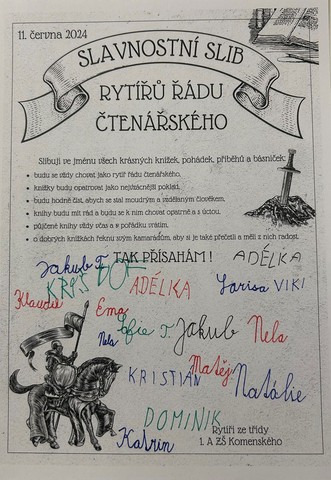 11. června 2024
SLAVNOSTNÍ SLIB
RYTÍŘŮ ŘÁDU
ČTENÁŘSKÉHO
Slibuji ve jménu všech krásných knížek, pohádek, příběhů a básniček:
• budu se vždy chovat jako rytíř řádu čtenářského,
• knížky budu opatrovat jako nejvzácnější poklad,
• budu hodně číst, abych se stal moudrým a vzdělaným člověkem,
• knihy budu mít rád a budu se k nim chovat opatrně a s úctou,
• půjčené knihy vždy včas a v pořádku vrátím,
• o dobrých knížkách řeknu svým kamarádům, aby si je také přečetli a měli z nich radost.
TAK PŘÍSAHÁM!
Jakub T. ADÉLKA
KRIS ADÉLKA Larisa VIKI
Klaudie
Ema
Nela Sofie T. Jakub Nela
Matěj
KRISTIÁN Natálie
DOMINIK
Katrin
Rytíři ze třídy
1. A ZŠ Komenského